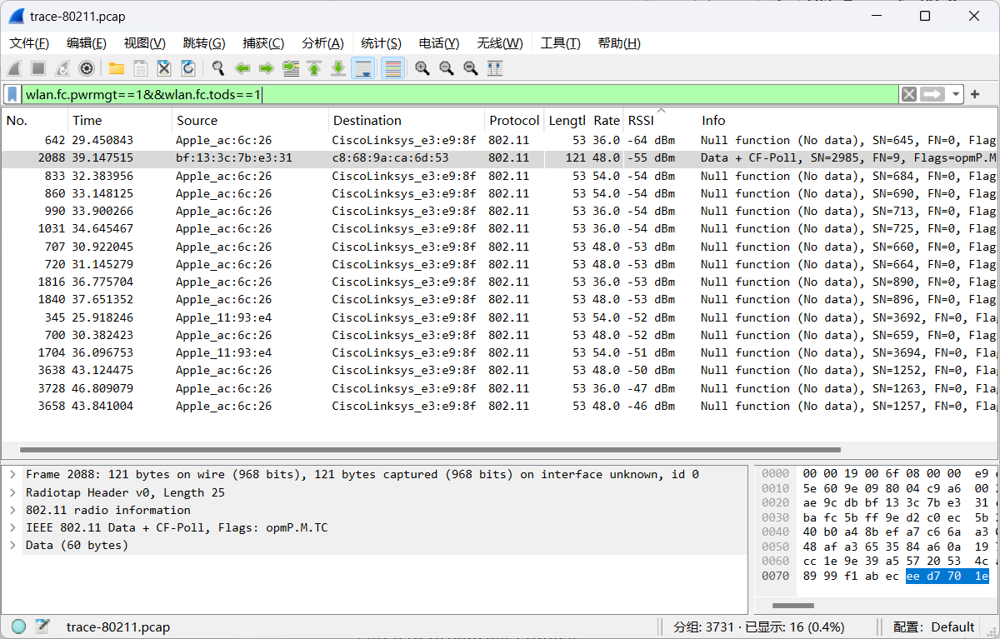 trace-80211.pcap
文件(F) 编辑(E) 视图(V) 跳转(G) 捕获(C) 分析(A) 统计(S) 电话(Y) 无线(W) 工具(T) 帮助(H)
wlan.fc.pwrmgt==1&&wlan.fc.tods==1
No. Time Source Destination Protocol Lengtl Rate RSSI Info
642 29.450843 Apple_ac:6c:26 CiscoLinksys_e3:e9:8f 802.11 53 36.0 -64 dBm Null function (No data), SN=645, FN=0, Flags
2088 39.147515 bf:13:3c:7b:e3:31 c8:68:9a:ca:6d:53 802.11 121 48.0 -55 dBm Data + CF-Poll, SN=2985, FN=9, Flags=opmP.M
833 32.383956 Apple_ac:6c:26 CiscoLinksys_e3:e9:8f 802.11 53 54.0 -54 dBm Null function (No data), SN=684, FN=0, Flags
860 33.148125 Apple_ac:6c:26 CiscoLinksys_e3:e9:8f 802.11 53 54.0 -54 dBm Null function (No data), SN=690, FN=0, Flags
990 33.900266 Apple_ac:6c:26 CiscoLinksys_e3:e9:8f 802.11 53 36.0 -54 dBm Null function (No data), SN=713, FN=0, Flags
1031 34.645467 Apple_ac:6c:26 CiscoLinksys_e3:e9:8f 802.11 53 36.0 -54 dBm Null function (No data), SN=725, FN=0, Flags
707 30.922045 Apple_ac:6c:26 CiscoLinksys_e3:e9:8f 802.11 53 48.0 -53 dBm Null function (No data), SN=660, FN=0, Flags
720 31.145279 Apple_ac:6c:26 CiscoLinksys_e3:e9:8f 802.11 53 48.0 -53 dBm Null function (No data), SN=664, FN=0, Flags
1816 36.775704 Apple_ac:6c:26 CiscoLinksys_e3:e9:8f 802.11 53 36.0 -53 dBm Null function (No data), SN=890, FN=0, Flags
1840 37.651352 Apple_ac:6c:26 CiscoLinksys_e3:e9:8f 802.11 53 48.0 -53 dBm Null function (No data), SN=896, FN=0, Flags
345 25.918246 Apple_11:93:e4 CiscoLinksys_e3:e9:8f 802.11 53 54.0 -52 dBm Null function (No data), SN=3692, FN=0, Flag
700 30.382423 Apple_ac:6c:26 CiscoLinksys_e3:e9:8f 802.11 53 48.0 -52 dBm Null function (No data), SN=659, FN=0, Flags
1704 36.096753 Apple_11:93:e4 CiscoLinksys_e3:e9:8f 802.11 53 54.0 -51 dBm Null function (No data), SN=3694, FN=0, Flag
3638 43.124475 Apple_ac:6c:26 CiscoLinksys_e3:e9:8f 802.11 53 48.0 -50 dBm Null function (No data), SN=1252, FN=0, Flag
3728 46.809079 Apple_ac:6c:26 CiscoLinksys_e3:e9:8f 802.11 53 36.0 -47 dBm Null function (No data), SN=1263, FN=0, Flag
3658 43.841004 Apple_ac:6c:26 CiscoLinksys_e3:e9:8f 802.11 53 48.0 -46 dBm Null function (No data), SN=1257, FN=0, Flag
Frame 2088: 121 bytes on wire (968 bits), 121 bytes captured (968 bits) on interface unknown, id 0
Radiotap Header v0, Length 25
802.11 radio information
IEEE 802.11 Data + CF-Poll, Flags: opmP.M.TC
Data (60 bytes)
0000 00 00 19 00 6f 08 00 00 e9
0010 5e 60 9e 09 80 04 c9 a6 00
0020 ae 9c db bf 13 3c 7b e3 31
0030 ba fc 5b ff 9e d2 c0 ec 5b
0040 40 b0 a4 8b ef a7 c6 6a a3
0050 48 af a3 65 35 84 a6 0a 19
0060 cc 1e 9e 39 a5 57 20 53 4c
0070 89 99 f1 ab ec ee d7 70 1e
trace-80211.pcap 分组: 3731 · 已显示: 16 (0.4%) 配置: Default